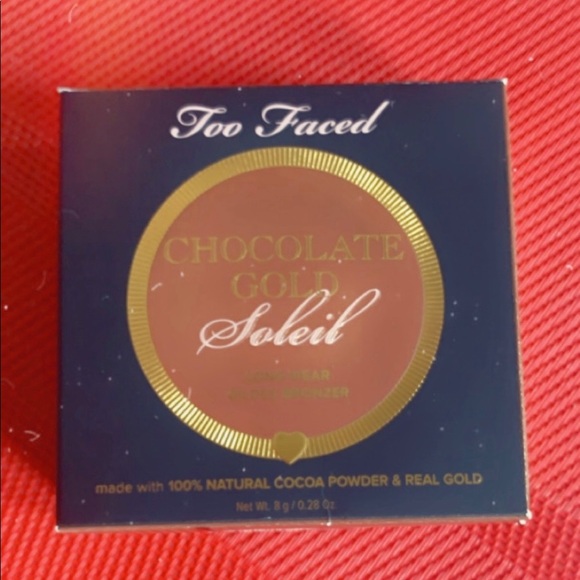 Too Faced
CHOCOLATE
GOLD
Soleil
BRONZER
made with 100% NATURAL COCOA POWDER & REAL GOLD
Net Wt. 8 g / 0.28 Oz.